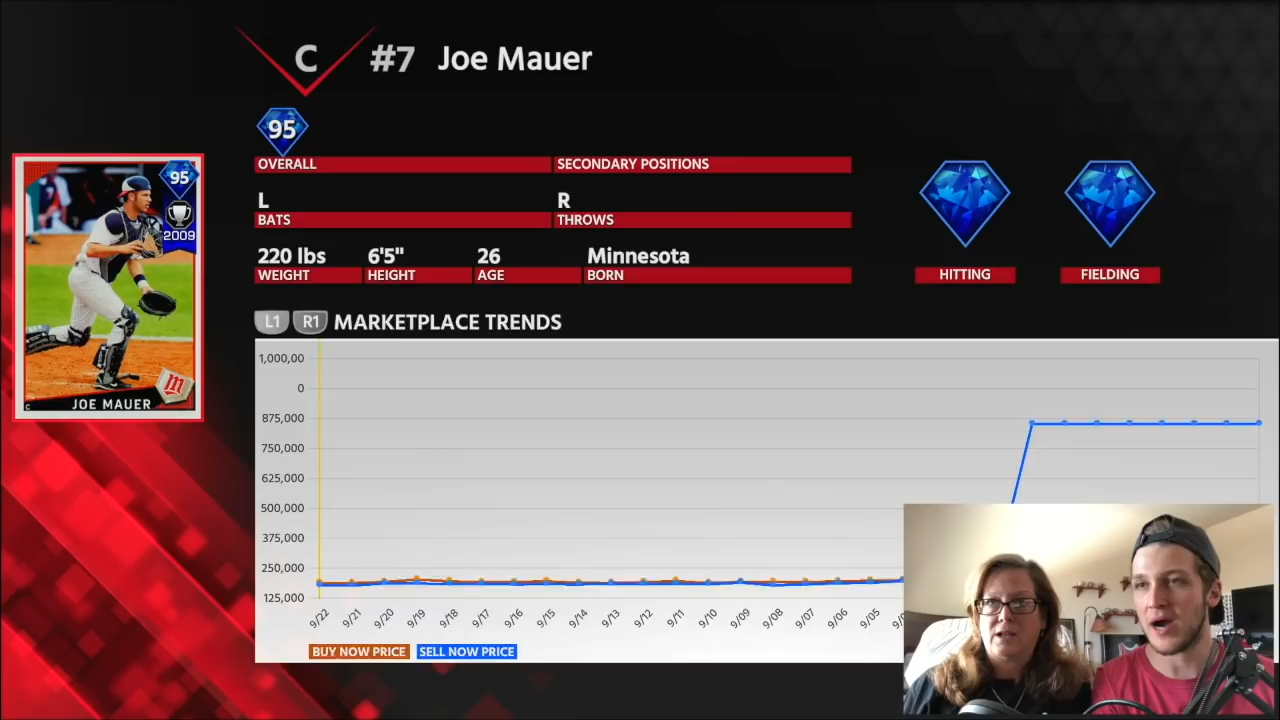 C #7 Joe Mauer
95
OVERALL SECONDARY POSITIONS
L R
BATS THROWS
220 lbs 6'5" 26 Minnesota
WEIGHT HEIGHT AGE BORN
HITTING FIELDING
95
2009
m
C JOE MAUER
L1 R1 MARKETPLACE TRENDS
1,000,00
0
875,000
750,000
625,000
500,000
375,000
250,000
125,000
9/22 9/21 9/20 9/19 9/18 9/17 9/16 9/15 9/14 9/13 9/12 9/11 9/10 9/09 9/08 9/07 9/06 9/05
BUY NOW PRICE SELL NOW PRICE